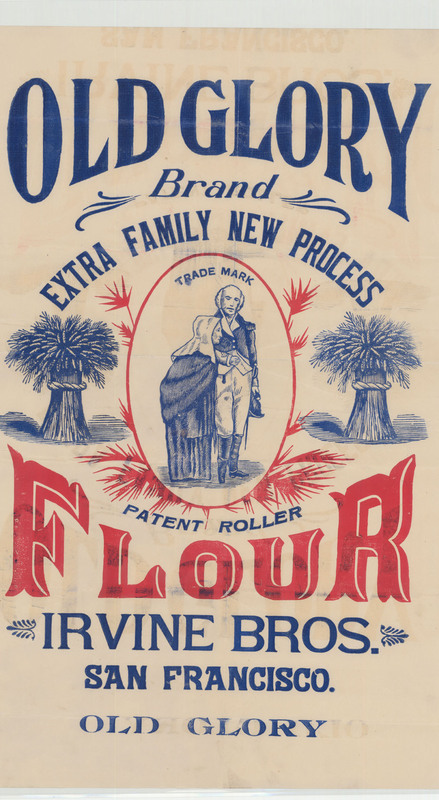 OLD GLORY
Brand
EXTRA FAMILY NEW PROCESS
TRADE MARK
PATENT ROLLER
FLOUR
IRVINE BROS.
SAN FRANCISCO.
OLD GLORY